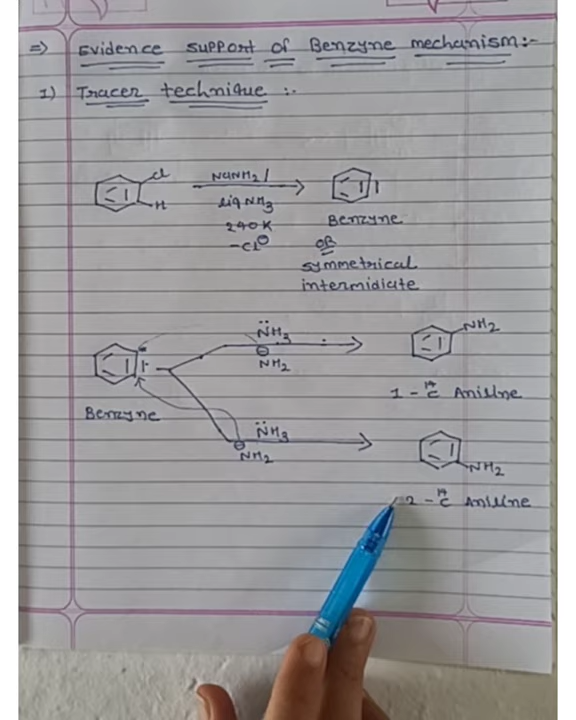 => Evidence support of Benzyne mechanism:-
1) Tracer technique :-
Cl
H
NaNH2 /
liq NH3
240K
-Cl⊖
Benzyne
OR
symmetrical
intermidiate
N̈H3
⊖
NH2
NH2
1 - 14C Aniline
Benzyne
N̈H3
⊖
NH2
NH2
2 - 14C Aniline